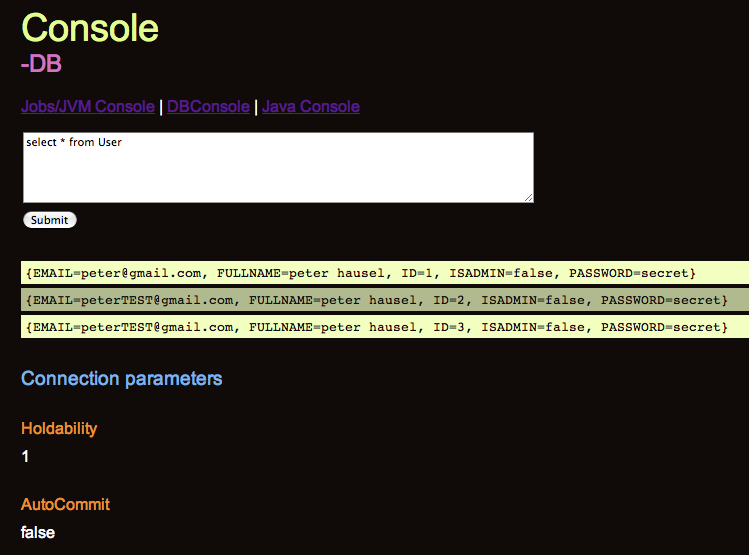 Console
-DB
Jobs/JVM Console | DBConsole | Java Console
select * from User
Submit
{EMAIL=peter@gmail.com, FULLNAME=peter hausel, ID=1, ISADMIN=false, PASSWORD=secret}
{EMAIL=peterTEST@gmail.com, FULLNAME=peter hausel, ID=2, ISADMIN=false, PASSWORD=secret}
{EMAIL=peterTEST@gmail.com, FULLNAME=peter hausel, ID=3, ISADMIN=false, PASSWORD=secret}
Connection parameters
Holdability
1
AutoCommit
false